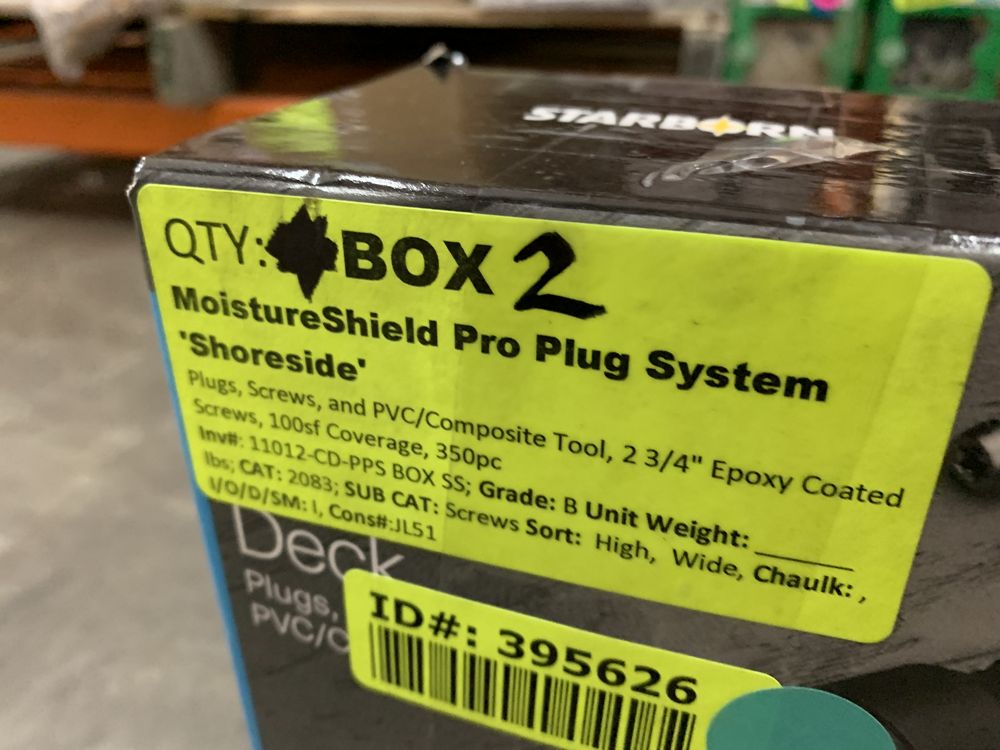 STARBORN
QTY: BOX 2
MoistureShield Pro Plug System
'Shoreside'
Plugs, Screws, and PVC/Composite Tool, 2 3/4" Epoxy Coated
Screws, 100sf Coverage, 350pc
Inv#: 11012-CD-PPS BOX SS; Grade: B Unit Weight: ______
lbs; CAT: 2083; SUB CAT: Screws Sort: High, Wide, Chaulk: ,
I/O/D/SM: I, Cons#:JL51
Deck
Plugs,
PVC/C
ID#: 395626